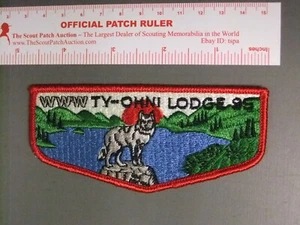 OFFICIAL PATCH RULER
The Scout Patch Auction - The Largest Dealer of Scouting Memorabilia in the World
www.TheScoutPatchAuction.com eBay ID: tspa
WWW TY-OHNI LODGE 95